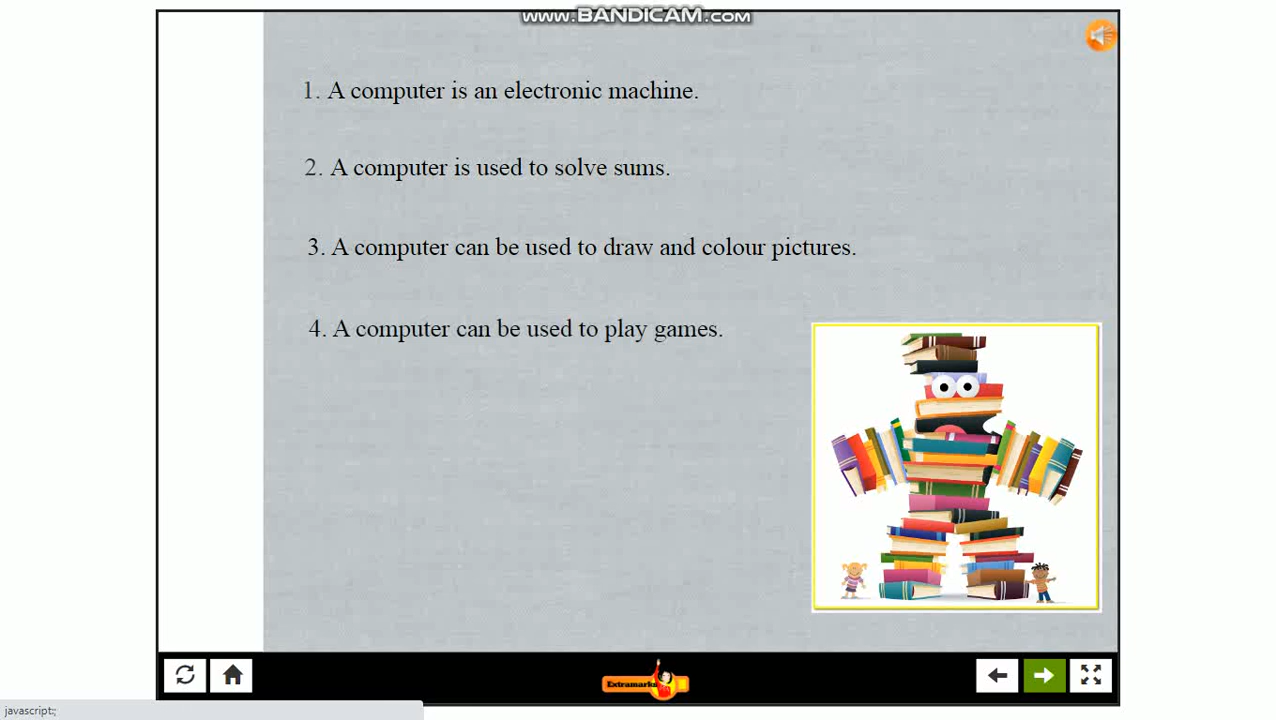 www.BANDICAM.com
1. A computer is an electronic machine.
2. A computer is used to solve sums.
3. A computer can be used to draw and colour pictures.
4. A computer can be used to play games.
Extramarks
javascript:;